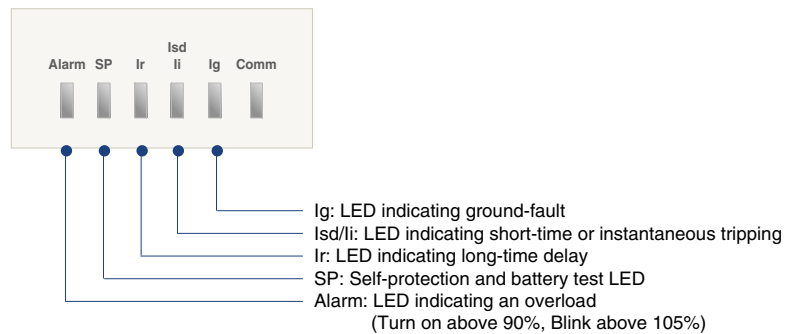 Isd
Alarm SP Ir Ii Ig Comm
Ig: LED indicating ground-fault
Isd/Ii: LED indicating short-time or instantaneous tripping
Ir: LED indicating long-time delay
SP: Self-protection and battery test LED
Alarm: LED indicating an overload
(Turn on above 90%, Blink above 105%)